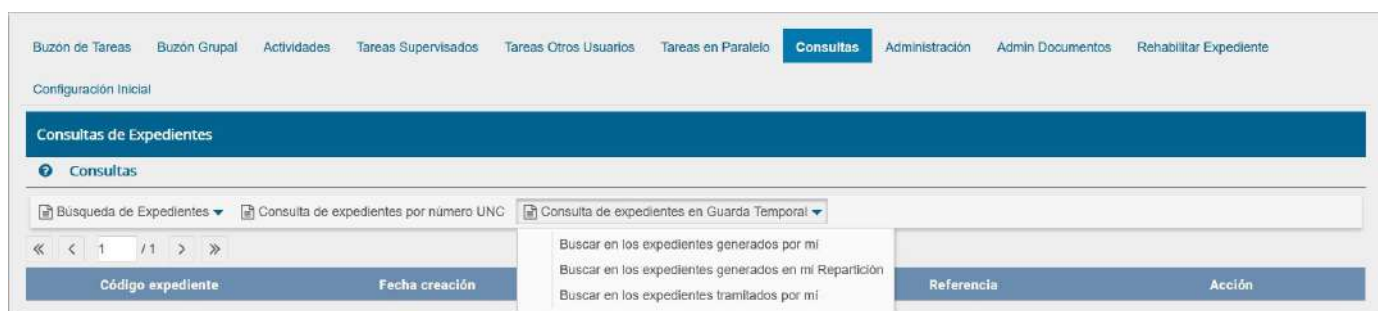 Buzón de Tareas Buzón Grupal Actividades Tareas Supervisados Tareas Otros Usuarios Tareas en Paralelo Consultas Administración Admin Documentos Rehabilitar Expediente
Configuración Inicial
Consultas de Expedientes
? Consultas
Búsqueda de Expedientes Consulta de expedientes por número UNC Consulta de expedientes en Guarda Temporal
« < 1 / 1 > »
Buscar en los expedientes generados por mí
Buscar en los expedientes generados en mi Repartición
Buscar en los expedientes tramitados por mí
Código expediente Fecha creación Referencia Acción